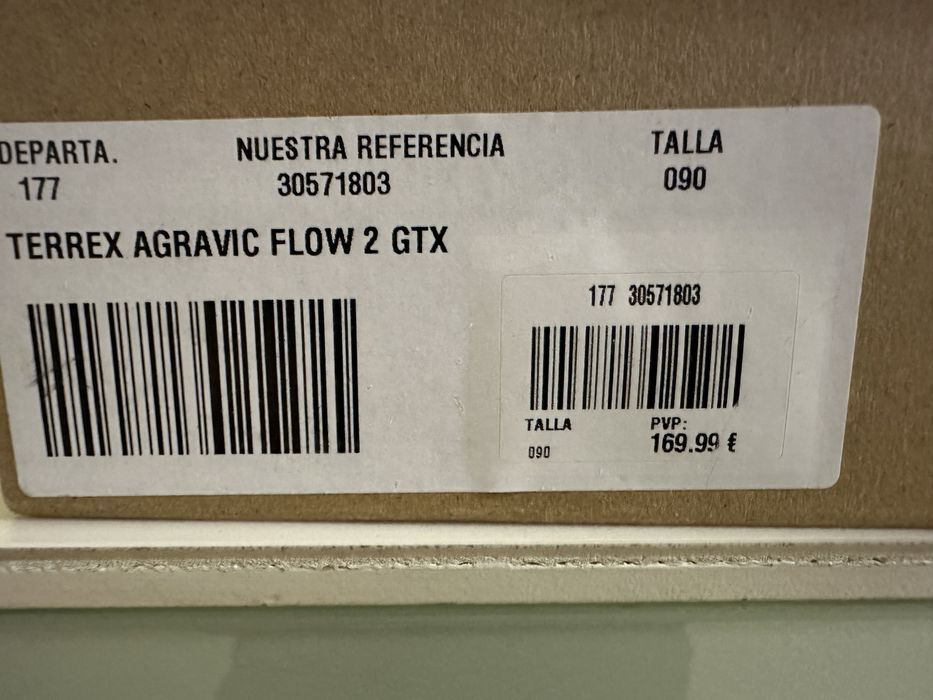 DEPARTA. NUESTRA REFERENCIA TALLA
177 30571803 090
TERREX AGRAVIC FLOW 2 GTX
177 30571803
TALLA PVP:
090 169.99 €